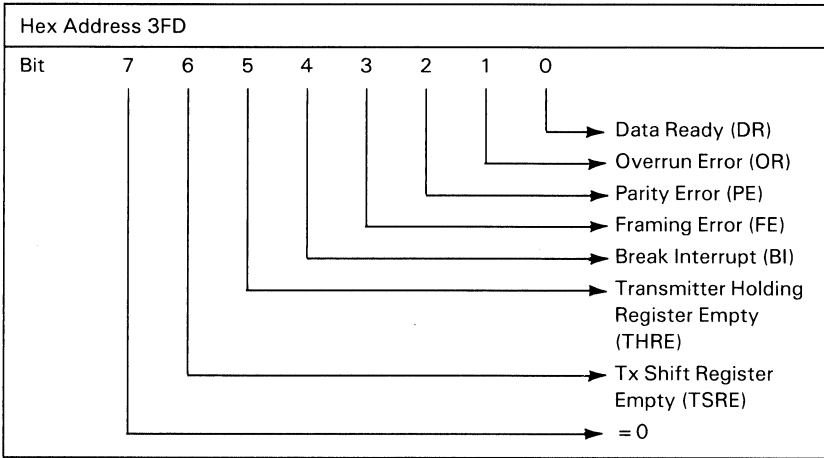 Hex Address 3FD
Bit 7 6 5 4 3 2 1 0
Data Ready (DR)
Overrun Error (OR)
Parity Error (PE)
Framing Error (FE)
Break Interrupt (BI)
Transmitter Holding
Register Empty
(THRE)
Tx Shift Register
Empty (TSRE)
= 0